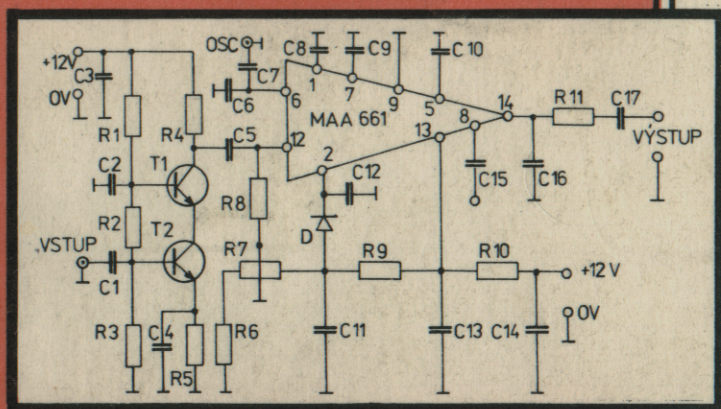 OSC
C8
C9
C10
+12V
C3
C7
0V
C6
1
7
9
5
14
R11
C17
R1
R4
6
MAA 661
8
C5
12
2
13
VÝSTUP
C2
T1
C12
C15
C16
R2
T2
R8
D
VSTUP
R7
R9
R10
+12 V
C1
0V
R3
C4
R5
R6
C11
C13
C14